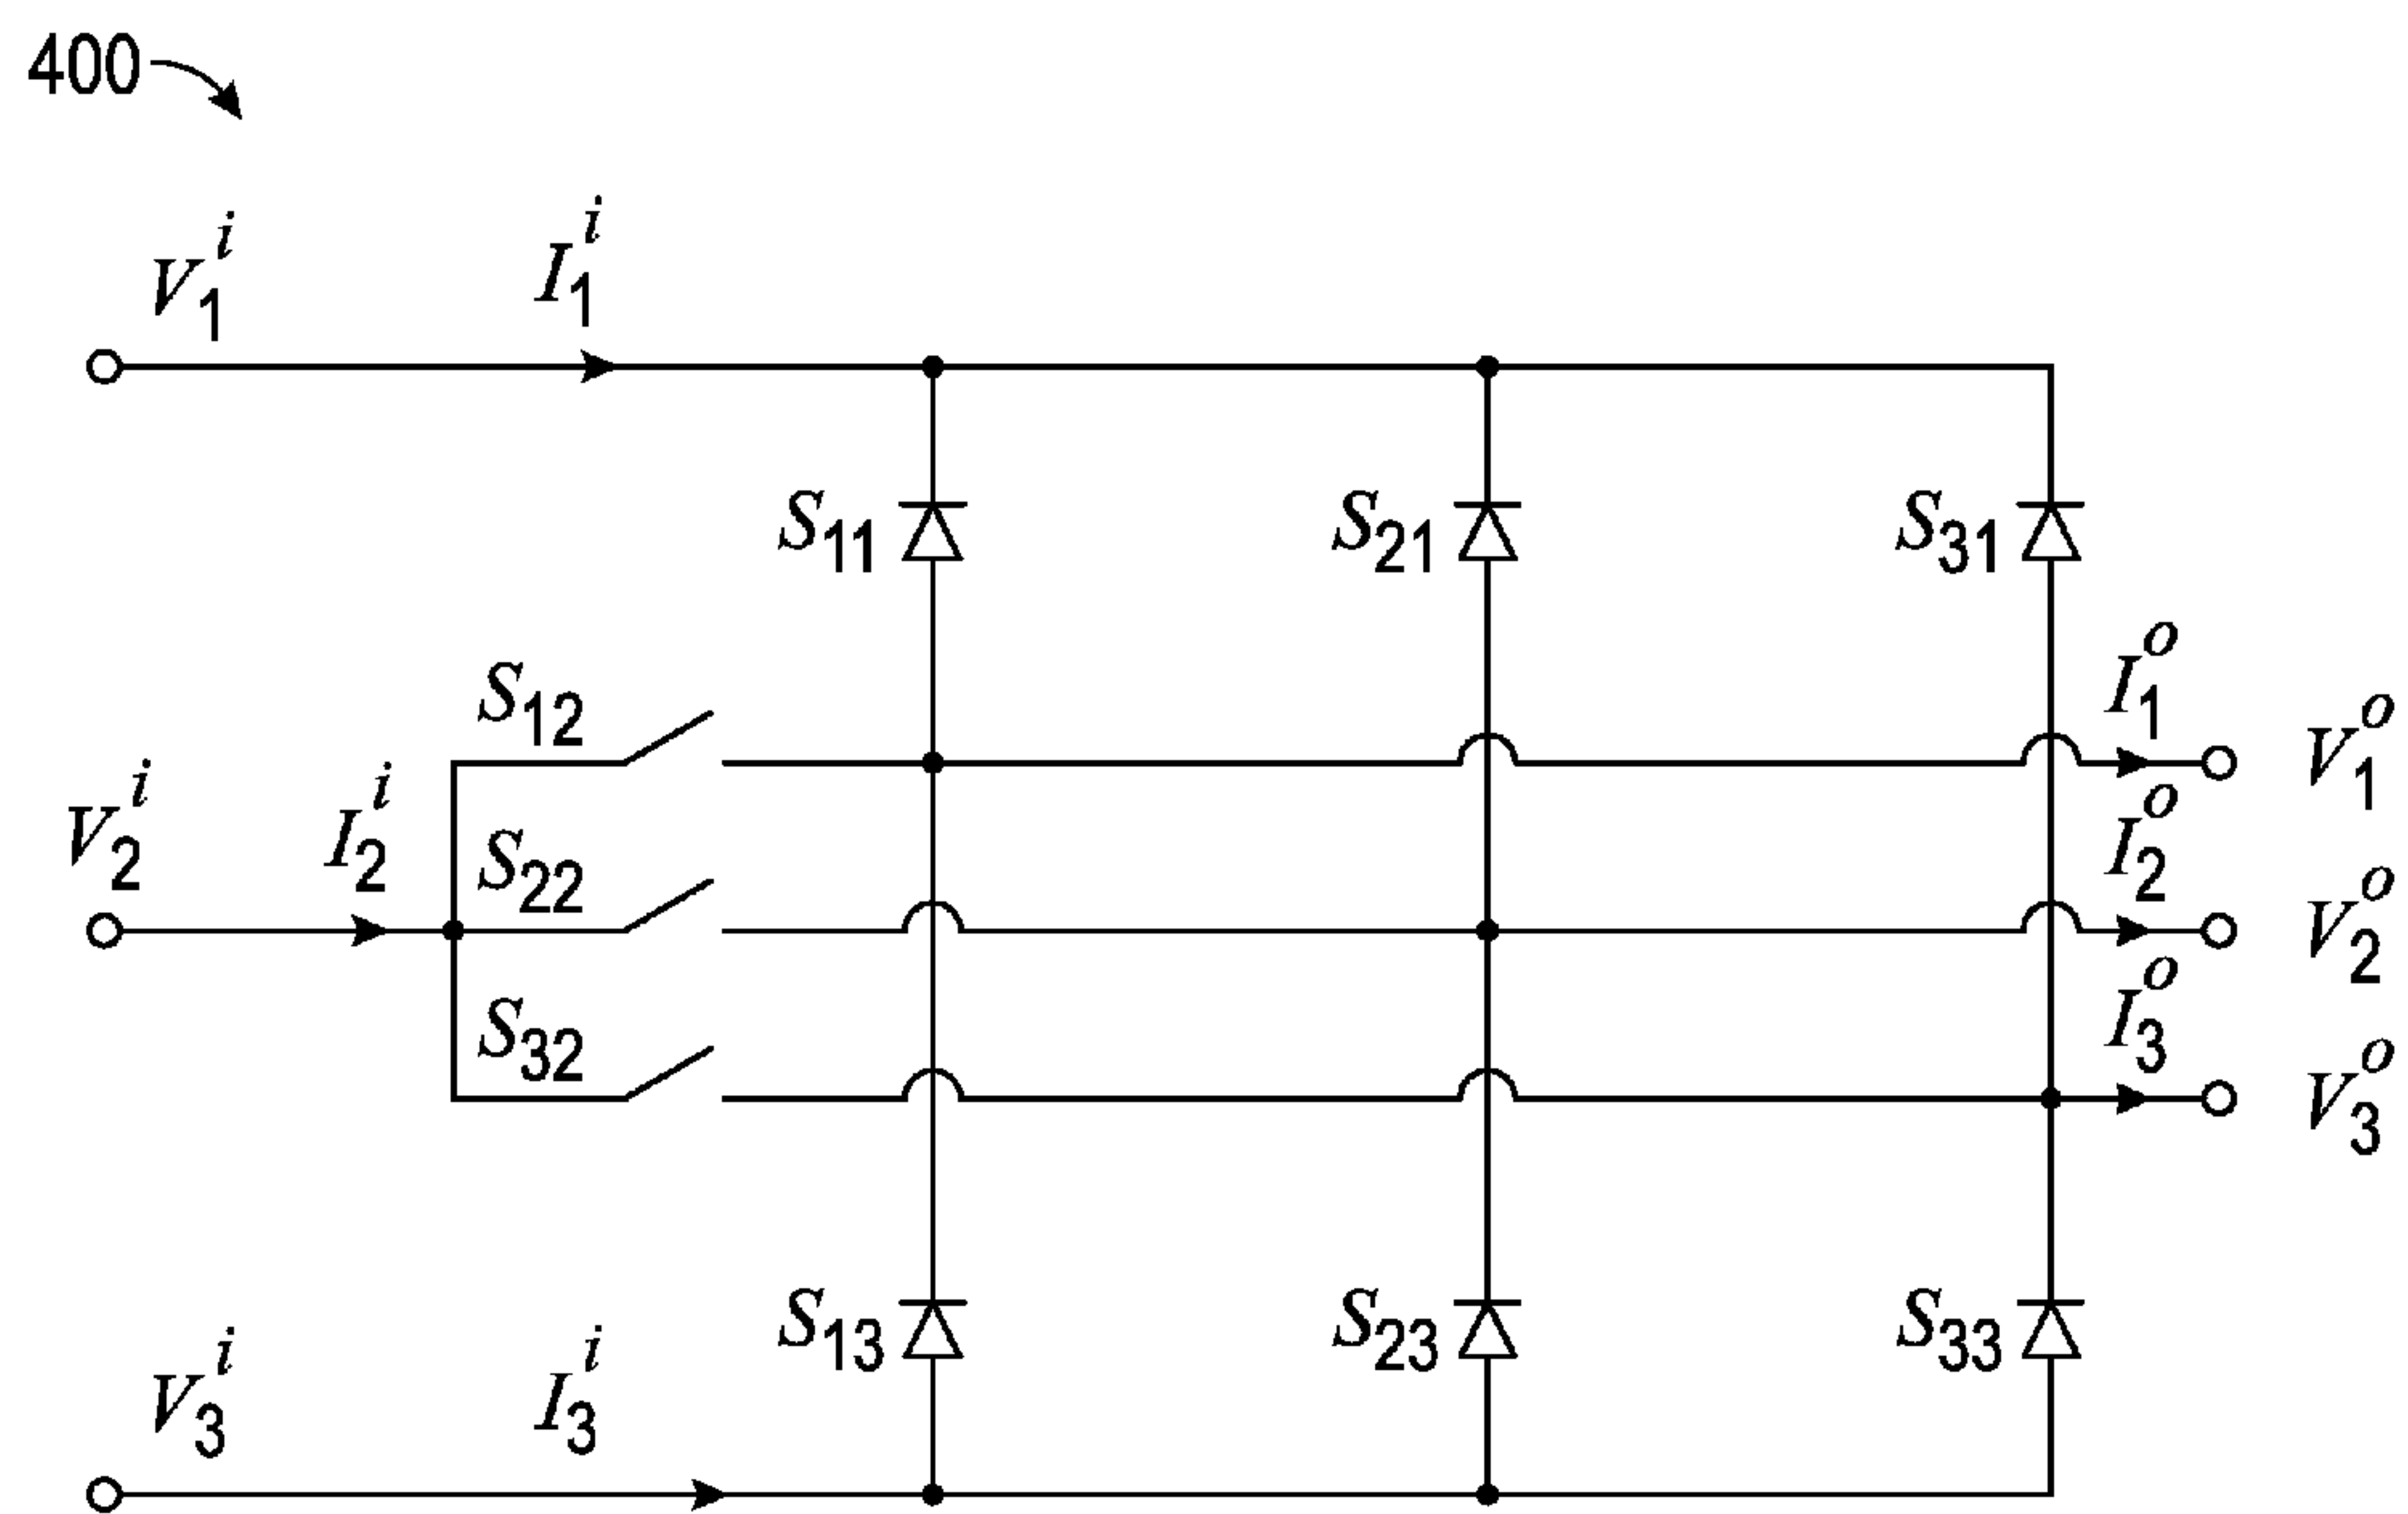 400
V₁ⁱ I₁ⁱ
S₁₁ S₂₁ S₃₁
I₁ᵒ
S₁₂
V₁ᵒ
V₂ⁱ I₂ⁱ
S₂₂
I₂ᵒ
V₂ᵒ
S₃₂
I₃ᵒ
V₃ᵒ
S₁₃ S₂₃ S₃₃
V₃ⁱ I₃ⁱ